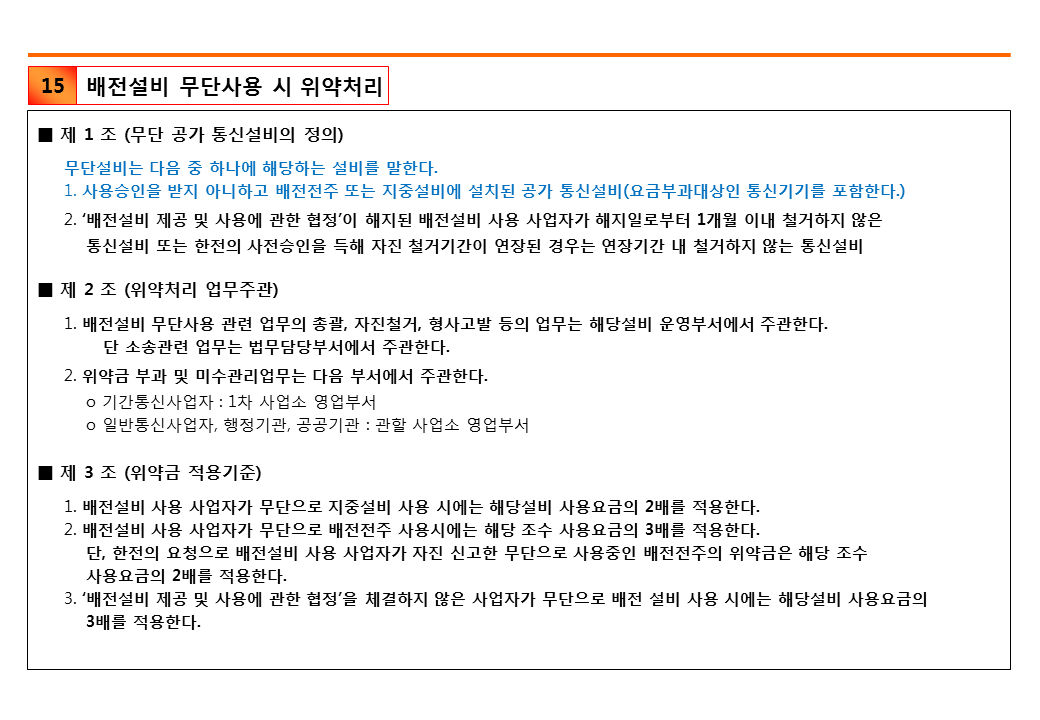 15 배전설비 무단사용 시 위약처리
■ 제 1 조 (무단 공가 통신설비의 정의)
무단설비는 다음 중 하나에 해당하는 설비를 말한다.
1. 사용승인을 받지 아니하고 배전전주 또는 지중설비에 설치된 공가 통신설비(요금부과대상인 통신기기를 포함한다.)
2. ‘배전설비 제공 및 사용에 관한 협정’이 해지된 배전설비 사용 사업자가 해지일로부터 1개월 이내 철거하지 않은
통신설비 또는 한전의 사전승인을 득해 자진 철거기간이 연장된 경우는 연장기간 내 철거하지 않는 통신설비
■ 제 2 조 (위약처리 업무주관)
1. 배전설비 무단사용 관련 업무의 총괄, 자진철거, 형사고발 등의 업무는 해당설비 운영부서에서 주관한다.
단 소송관련 업무는 법무담당부서에서 주관한다.
2. 위약금 부과 및 미수관리업무는 다음 부서에서 주관한다.
ο 기간통신사업자 : 1차 사업소 영업부서
ο 일반통신사업자, 행정기관, 공공기관 : 관할 사업소 영업부서
■ 제 3 조 (위약금 적용기준)
1. 배전설비 사용 사업자가 무단으로 지중설비 사용 시에는 해당설비 사용요금의 2배를 적용한다.
2. 배전설비 사용 사업자가 무단으로 배전전주 사용시에는 해당 조수 사용요금의 3배를 적용한다.
단, 한전의 요청으로 배전설비 사용 사업자가 자진 신고한 무단으로 사용중인 배전전주의 위약금은 해당 조수
사용요금의 2배를 적용한다.
3. ‘배전설비 제공 및 사용에 관한 협정’을 체결하지 않은 사업자가 무단으로 배전 설비 사용 시에는 해당설비 사용요금의
3배를 적용한다.